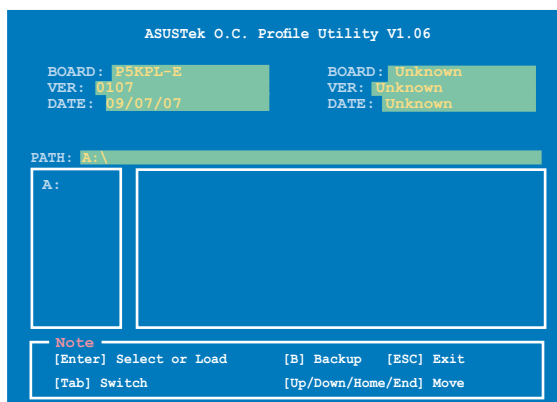 ASUSTek O.C. Profile Utility V1.06
BOARD: P5KPL-E BOARD: Unknown
VER: 0107 VER: Unknown
DATE: 09/07/07 DATE: Unknown
PATH: A:\
A:
Note
[Enter] Select or Load [B] Backup [ESC] Exit
[Tab] Switch [Up/Down/Home/End] Move